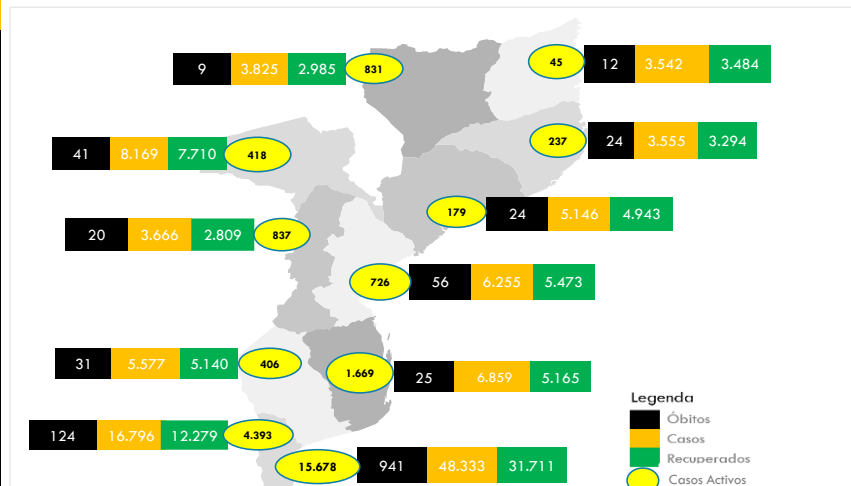 9 3.825 2.985 831
45 12 3.542 3.484
237 24 3.555 3.294
41 8.169 7.710 418
179 24 5.146 4.943
20 3.666 2.809 837
726 56 6.255 5.473
31 5.577 5.140 406
1.669 25 6.859 5.165
124 16.796 12.279 4.393
15.678 941 48.333 31.711
Legenda
Óbitos
Casos
Recuperados
Casos Activos